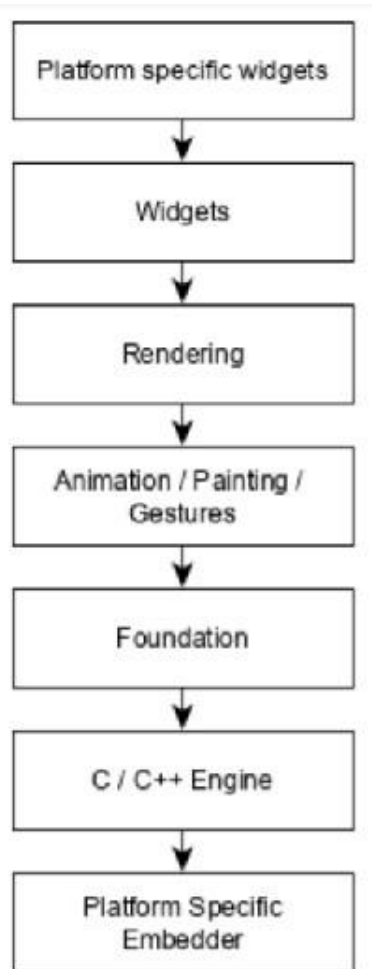 Platform specific widgets
Widgets
Rendering
Animation / Painting /
Gestures
Foundation
C / C++ Engine
Platform Specific
Embedder